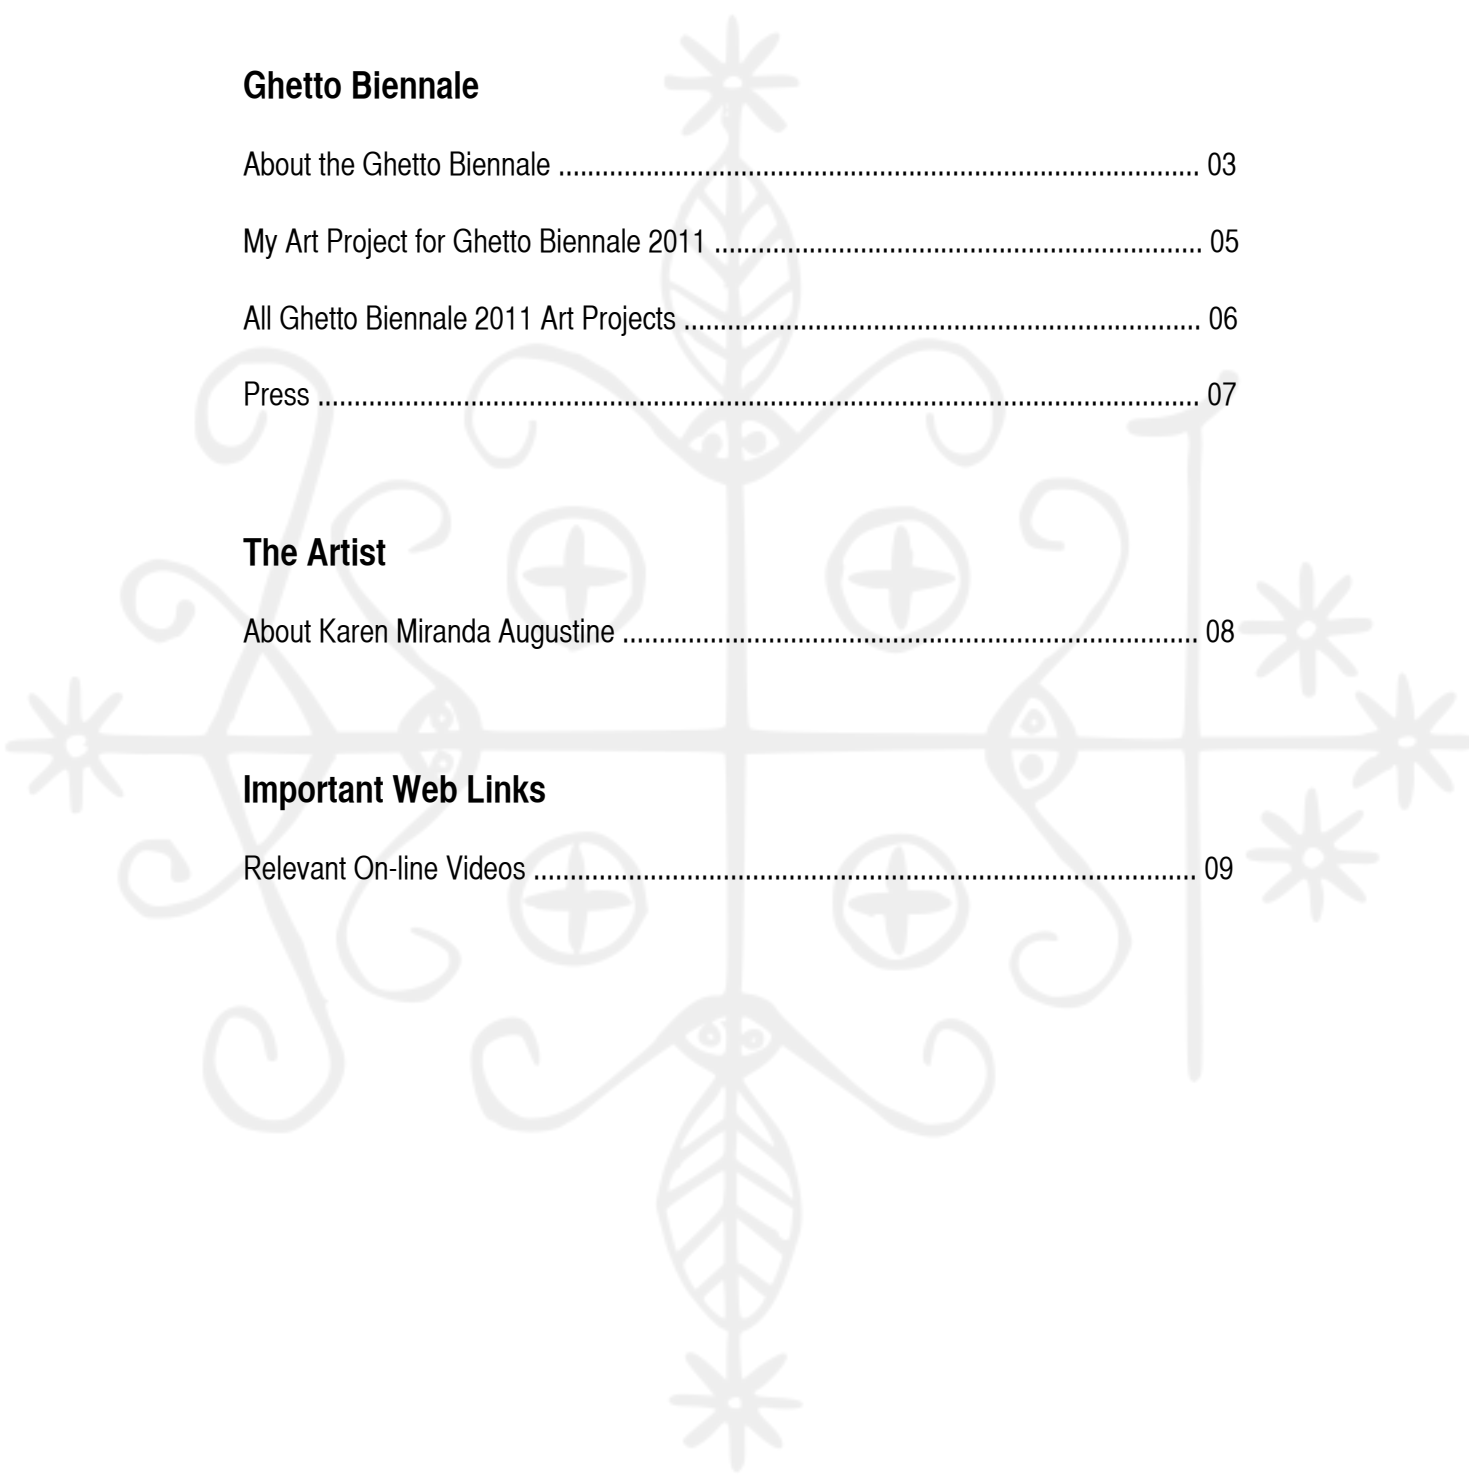 Ghetto Biennale
About the Ghetto Biennale ........................................................................................ 03
My Art Project for Ghetto Biennale 2011 ................................................................... 05
All Ghetto Biennale 2011 Art Projects ....................................................................... 06
Press ......................................................................................................................... 07
The Artist
About Karen Miranda Augustine ............................................................................... 08
Important Web Links
Relevant On-line Videos ........................................................................................... 09